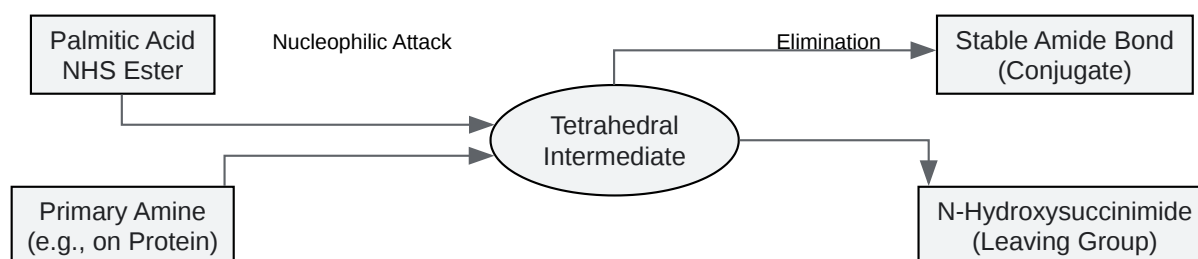 Palmitic Acid
NHS Ester
Nucleophilic Attack
Elimination
Stable Amide Bond
(Conjugate)
Tetrahedral
Intermediate
Primary Amine
(e.g., on Protein)
N-Hydroxysuccinimide
(Leaving Group)